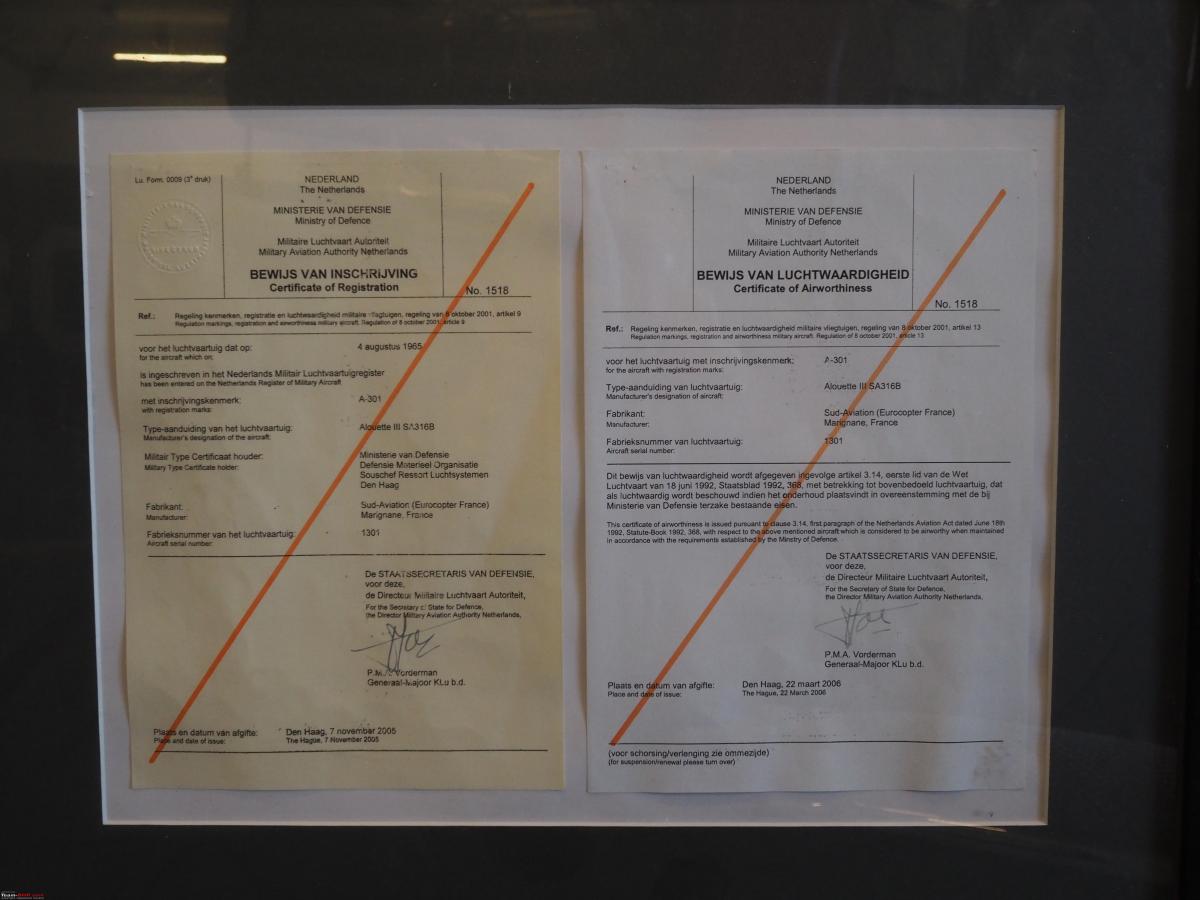 Lu. Form. 0009 (3e druk)
NEDERLAND
The Netherlands
MINISTERIE VAN DEFENSIE
Ministry of Defence
Militaire Luchtvaart Autoriteit
Military Aviation Authority Netherlands
BEWIJS VAN INSCHRIJVING
Certificate of Registration
No. 1518
Ref.: Regeling kenmerken, registratie en luchtwaardigheid militaire vliegtuigen, regeling van 8 oktober 2001, artikel 9
Regulation markings, registration and airworthiness military aircraft. Regulation of 8 october 2001, article 9
voor het luchtvaartuig dat op: 4 augustus 1965
for the aircraft which on:
is ingeschreven in het Nederlands Militair Luchtvaartuigregister
has been entered on the Netherlands Register of Military Aircraft
met inschrijvingskenmerk: A-301
with registration marks:
Type-aanduiding van het luchtvaartuig: Alouette III SA316B
Manufacturer's designation of the aircraft:
Militair Type Certificaat houder: Ministerie van Defensie
Military Type Certificate holder: Defensie Materieel Organisatie
Souschef Ressort Luchtsystemen
Den Haag
Fabrikant: Sud-Aviation (Eurocopter France)
Manufacturer: Marignane, France
Fabrieksnummer van het luchtvaartuig: 1301
Aircraft serial number:
De STAATSSECRETARIS VAN DEFENSIE,
voor deze,
de Directeur Militaire Luchtvaart Autoriteit,
For the Secretary of State for Defence,
the Director Military Aviation Authority Netherlands,
P.M.A. Vorderman
Generaal-Majoor KLu b.d.
Plaats en datum van afgifte: Den Haag, 7 november 2005
Place and date of issue: The Hague, 7 November 2005
NEDERLAND
The Netherlands
MINISTERIE VAN DEFENSIE
Ministry of Defence
Militaire Luchtvaart Autoriteit
Military Aviation Authority Netherlands
BEWIJS VAN LUCHTWAARDIGHEID
Certificate of Airworthiness
No. 1518
Ref.: Regeling kenmerken, registratie en luchtwaardigheid militaire vliegtuigen, regeling van 8 oktober 2001, artikel 13
Regulation markings, registration and airworthiness military aircraft. Regulation of 8 october 2001, article 13
voor het luchtvaartuig met inschrijvingskenmerk: A-301
for the aircraft with registration marks:
Type-aanduiding van luchtvaartuig: Alouette III SA316B
Manufacturer's designation of aircraft:
Fabrikant: Sud-Aviation (Eurocopter France)
Manufacturer: Marignane, France
Fabrieksnummer van luchtvaartuig: 1301
Aircraft serial number:
Dit bewijs van luchtwaardigheid wordt afgegeven ingevolge artikel 3.14, eerste lid van de Wet
Luchtvaart van 18 juni 1992, Staatsblad 1992, 368, met betrekking tot bovenbedoeld luchtvaartuig, dat
als luchtwaardig wordt beschouwd indien het onderhoud plaatsvindt in overeenstemming met de bij
Ministerie van Defensie terzake bestaande eisen.
This certificate of airworthiness is issued pursuant to clause 3.14, first paragraph of the Netherlands Aviation Act dated June 18th
1992, Statute-Book 1992, 368, with respect to the above mentioned aircraft which is considered to be airworthy when maintained
in accordance with the requirements established by the Minstry of Defence.
De STAATSSECRETARIS VAN DEFENSIE,
voor deze,
de Directeur Militaire Luchtvaart Autoriteit,
For the Secretary of State for Defence,
the Director Military Aviation Authority Netherlands,
P.M.A. Vorderman
Generaal-Majoor KLu b.d.
Plaats en datum van afgifte: Den Haag, 22 maart 2006
Place and date of issue: The Hague, 22 March 2006
(voor schorsing/verlenging zie ommezijde)
(for suspension/renewal please turn over)